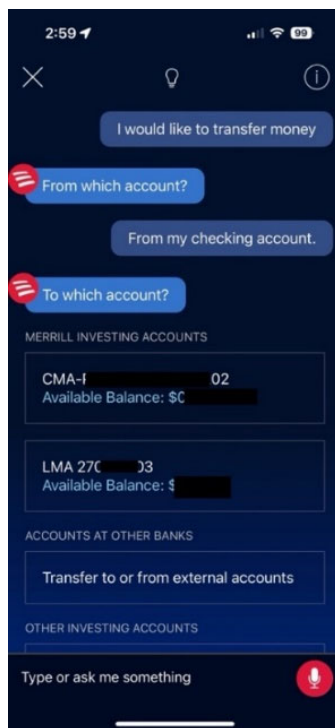 2:59
99
I would like to transfer money
From which account?
From my checking account.
To which account?
MERRILL INVESTING ACCOUNTS
CMA- 02
Available Balance: $
LMA 270 03
Available Balance: $
ACCOUNTS AT OTHER BANKS
Transfer to or from external accounts
OTHER INVESTING ACCOUNTS
Type or ask me something